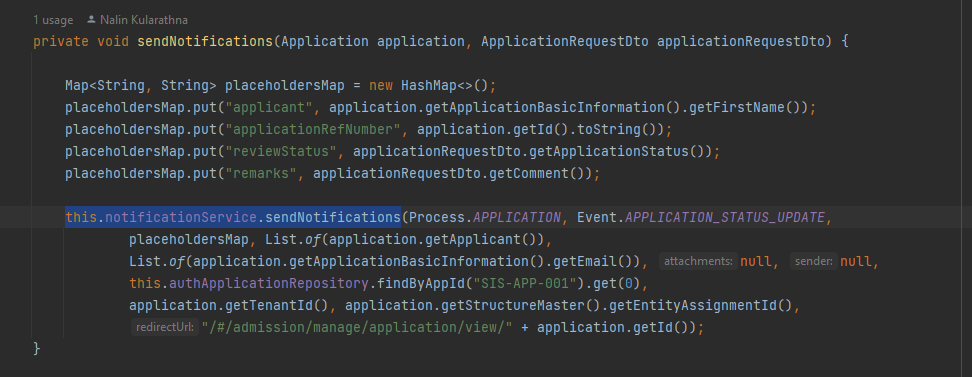 1 usage Nalin Kularathna
private void sendNotifications(Application application, ApplicationRequestDto applicationRequestDto) {
Map<String, String> placeholdersMap = new HashMap<>();
placeholdersMap.put("applicant", application.getApplicationBasicInformation().getFirstName());
placeholdersMap.put("applicationRefNumber", application.getId().toString());
placeholdersMap.put("reviewStatus", applicationRequestDto.getApplicationStatus());
placeholdersMap.put("remarks", applicationRequestDto.getComment());
this.notificationService.sendNotifications(Process.APPLICATION, Event.APPLICATION_STATUS_UPDATE,
placeholdersMap, List.of(application.getApplicant()),
List.of(application.getApplicationBasicInformation().getEmail()), attachments: null, sender: null,
this.authApplicationRepository.findByAppId("SIS-APP-001").get(0),
application.getTenantId(), application.getStructureMaster().getEntityAssignmentId(),
redirectUrl: "/#/admission/manage/application/view/" + application.getId());
}